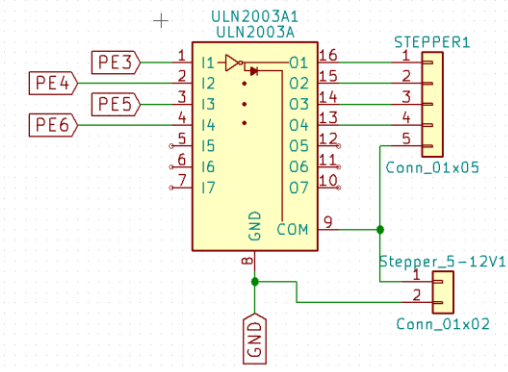 ULN2003A1
ULN2003A
STEPPER1
PE3 1 I1 O1 16 1
PE4 2 I2 O2 15 2
PE5 3 I3 O3 14 3
PE6 4 I4 O4 13 4
5 I5 O5 12 5
6 I6 O6 11
7 I7 O7 10
Conn_01x05
GND COM 9
8
Stepper_5-12V1
1
2
Conn_01x02
GND